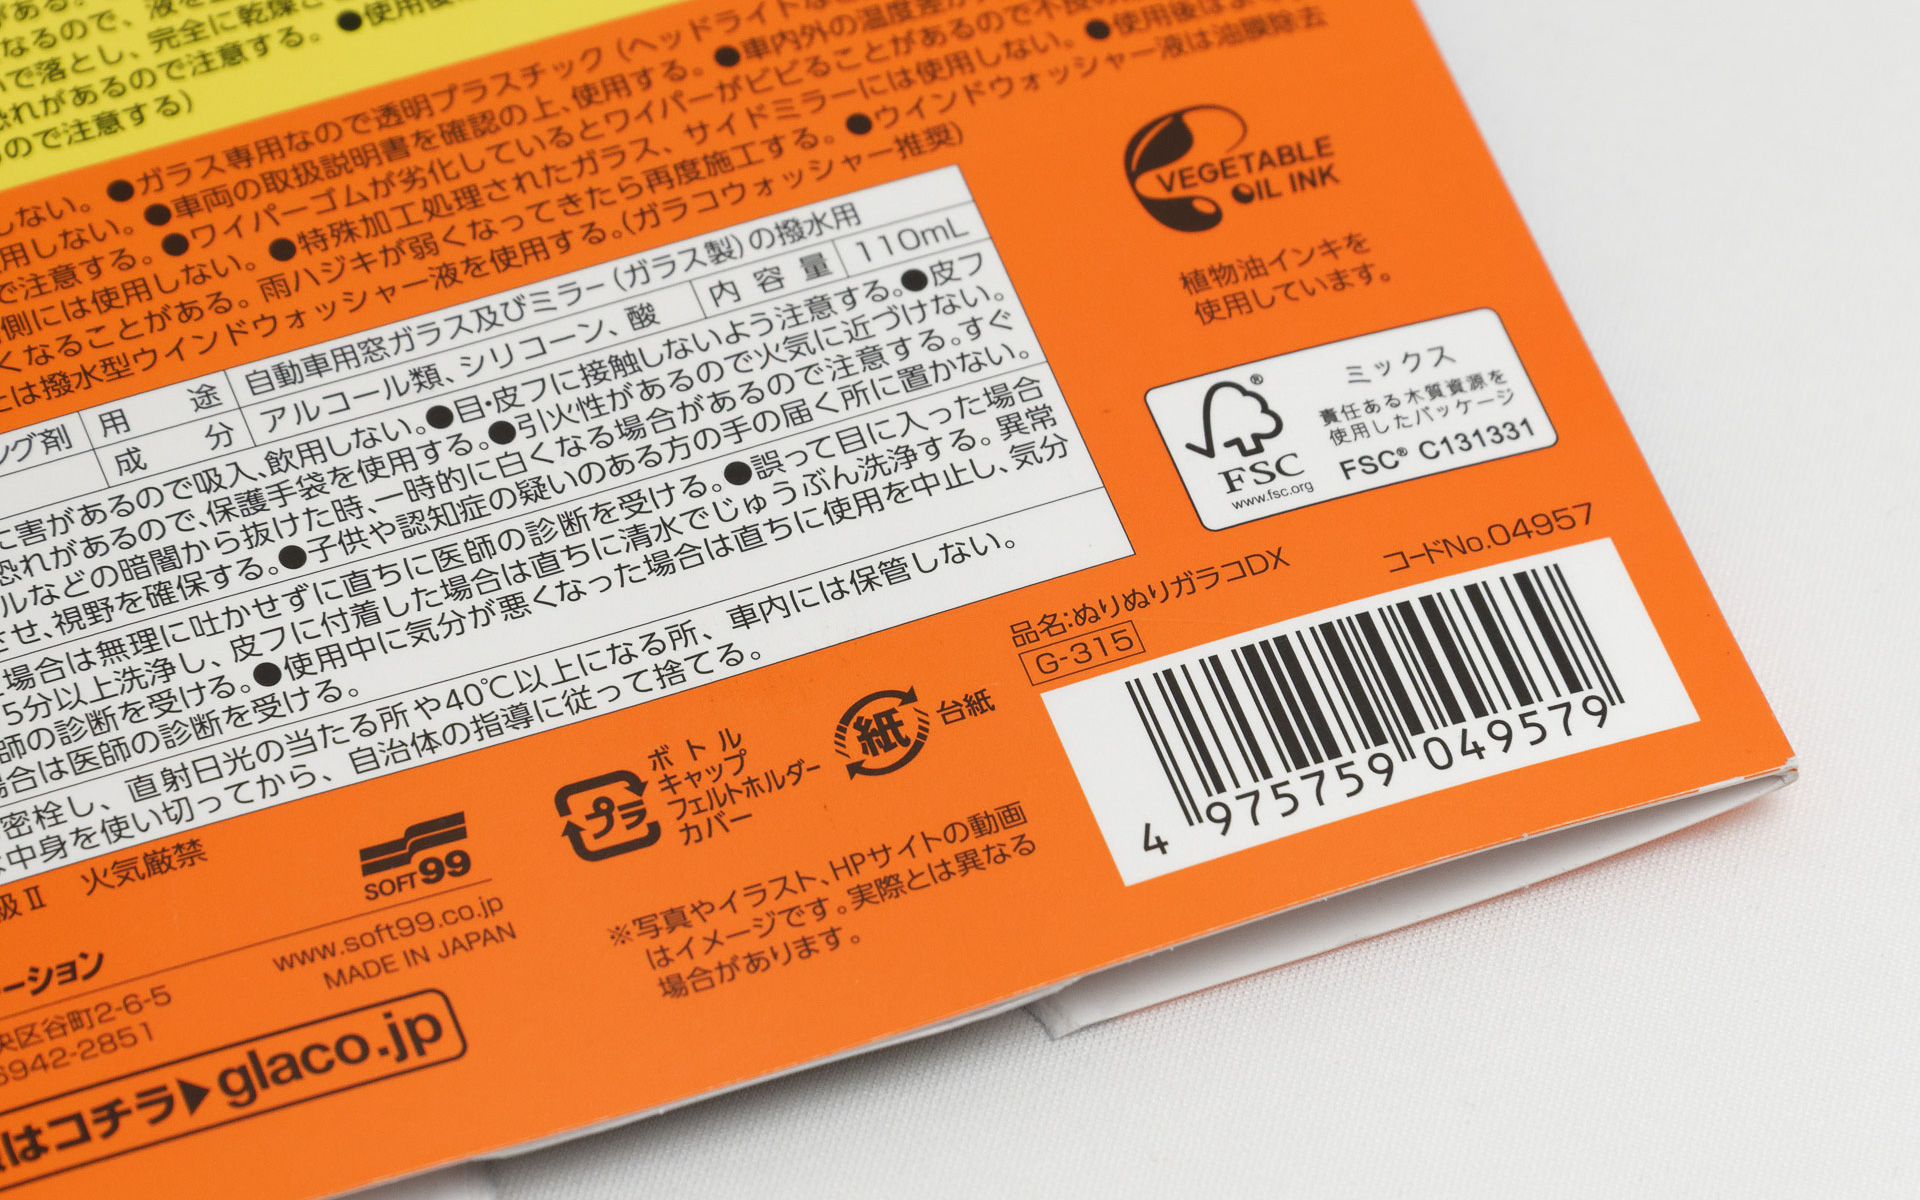 なるので、液を
で落とし、完全に乾燥さ
恐れがあるので注意する。●使用後
ので注意する)
しない。●ガラス専用なので透明プラスチック(ヘッドライトな
用しない。●車両の取扱説明書を確認の上、使用する。●車内外の温度差が
で注意する。●ワイパーゴムが劣化しているとワイパーがビビることがあるので不良の
側には使用しない。●特殊加工処理されたガラス、サイドミラーには使用しない。●使用後はよ
くなることがある。雨ハジキが弱くなってきたら再度施工する。●ウインドウォッシャー液は油膜除去
には撥水型ウインドウォッシャー液を使用する。(ガラコウォッシャー推奨)
ング剤 用途 自動車用窓ガラス及びミラー(ガラス製)の撥水用
成分 アルコール類、シリコーン、酸 内容量 110mL
に害があるので吸入、飲用しない。●目・皮フに接触しないよう注意する。●皮フ
恐れがあるので、保護手袋を使用する。●引火性があるので火気に近づけない。
ルなどの暗闇から抜けた時、一時的に白くなる場合があるので注意する。すぐ
させ、視野を確保する。●子供や認知症の疑いのある方の手の届く所に置かない。
場合は無理に吐かせずに直ちに医師の診断を受ける。●誤って目に入った場合
15分以上洗浄し、皮フに付着した場合は直ちに清水でじゅうぶん洗浄する。異常
師の診断を受ける。●使用中に気分が悪くなった場合は直ちに使用を中止し、気分
場合は医師の診断を受ける。
密栓し、直射日光の当たる所や40℃以上になる所、車内には保管しない。
中身を使い切ってから、自治体の指導に従って捨てる。
級Ⅱ 火気厳禁
SOFT99
www.soft99.co.jp
MADE IN JAPAN
ーション
央区谷町2-6-5
6942-2851
はコチラ▶glaco.jp
プラ
ボトル
キャップ
フェルトホルダー
カバー
紙 台紙
※写真やイラスト、HPサイトの動画
はイメージです。実際とは異なる
場合があります。
VEGETABLE
OIL INK
植物油インキを
使用しています。
FSC
www.fsc.org
ミックス
責任ある木質資源を
使用したパッケージ
FSC® C131331
コードNo.04957
品名:ぬりぬりガラコDX
G-315
4 975759 049579